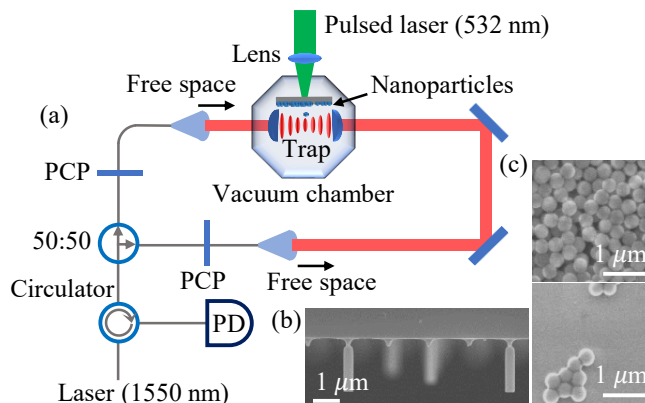 Pulsed laser (532 nm)
Lens
Free space
Nanoparticles
(a)
Trap
PCP
Vacuum chamber
(c)
50:50
PCP
Free space
1 μm
Circulator
PD
(b)
1 μm
1 μm
Laser (1550 nm)